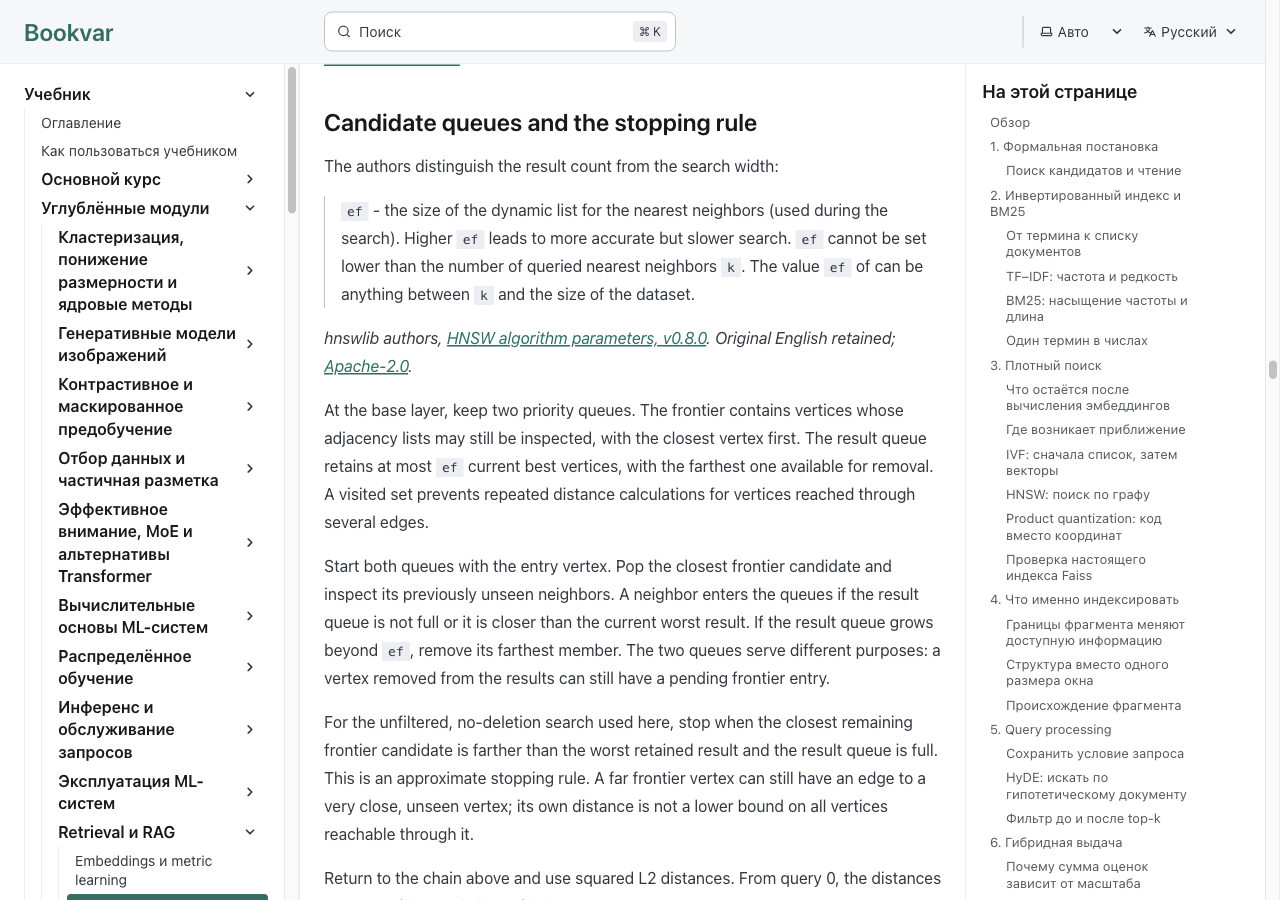 Bookvar
Поиск
⌘ K
Авто
Русский
Учебник
Оглавление
Как пользоваться учебником
Основной курс
Углублённые модули
Кластеризация,
понижение
размерности и
ядровые методы
Генеративные модели
изображений
Контрастивное и
маскированное
предобучение
Отбор данных и
частичная разметка
Эффективное
внимание, MoE и
альтернативы
Transformer
Вычислительные
основы ML-систем
Распределённое
обучение
Инференс и
обслуживание
запросов
Эксплуатация ML-
систем
Retrieval и RAG
Embeddings и metric
learning
Candidate queues and the stopping rule
The authors distinguish the result count from the search width:
ef - the size of the dynamic list for the nearest neighbors (used during the
search). Higher ef leads to more accurate but slower search. ef cannot be set
lower than the number of queried nearest neighbors k. The value ef of can be
anything between k and the size of the dataset.
hnswlib authors, HNSW algorithm parameters, v0.8.0. Original English retained;
Apache-2.0.
At the base layer, keep two priority queues. The frontier contains vertices whose
adjacency lists may still be inspected, with the closest vertex first. The result queue
retains at most ef current best vertices, with the farthest one available for removal.
A visited set prevents repeated distance calculations for vertices reached through
several edges.
Start both queues with the entry vertex. Pop the closest frontier candidate and
inspect its previously unseen neighbors. A neighbor enters the queues if the result
queue is not full or it is closer than the current worst result. If the result queue grows
beyond ef, remove its farthest member. The two queues serve different purposes: a
vertex removed from the results can still have a pending frontier entry.
For the unfiltered, no-deletion search used here, stop when the closest remaining
frontier candidate is farther than the worst retained result and the result queue is full.
This is an approximate stopping rule. A far frontier vertex can still have an edge to a
very close, unseen vertex; its own distance is not a lower bound on all vertices
reachable through it.
Return to the chain above and use squared L2 distances. From query 0, the distances
На этой странице
Обзор
1. Формальная постановка
Поиск кандидатов и чтение
2. Инвертированный индекс и
BM25
От термина к списку
документов
TF–IDF: частота и редкость
BM25: насыщение частоты и
длина
Один термин в числах
3. Плотный поиск
Что остаётся после
вычисления эмбеддингов
Где возникает приближение
IVF: сначала список, затем
векторы
HNSW: поиск по графу
Product quantization: код
вместо координат
Проверка настоящего
индекса Faiss
4. Что именно индексировать
Границы фрагмента меняют
доступную информацию
Структура вместо одного
размера окна
Происхождение фрагмента
5. Query processing
Сохранить условие запроса
HyDE: искать по
гипотетическому документу
Фильтр до и после top-k
6. Гибридная выдача
Почему сумма оценок
зависит от масштаба